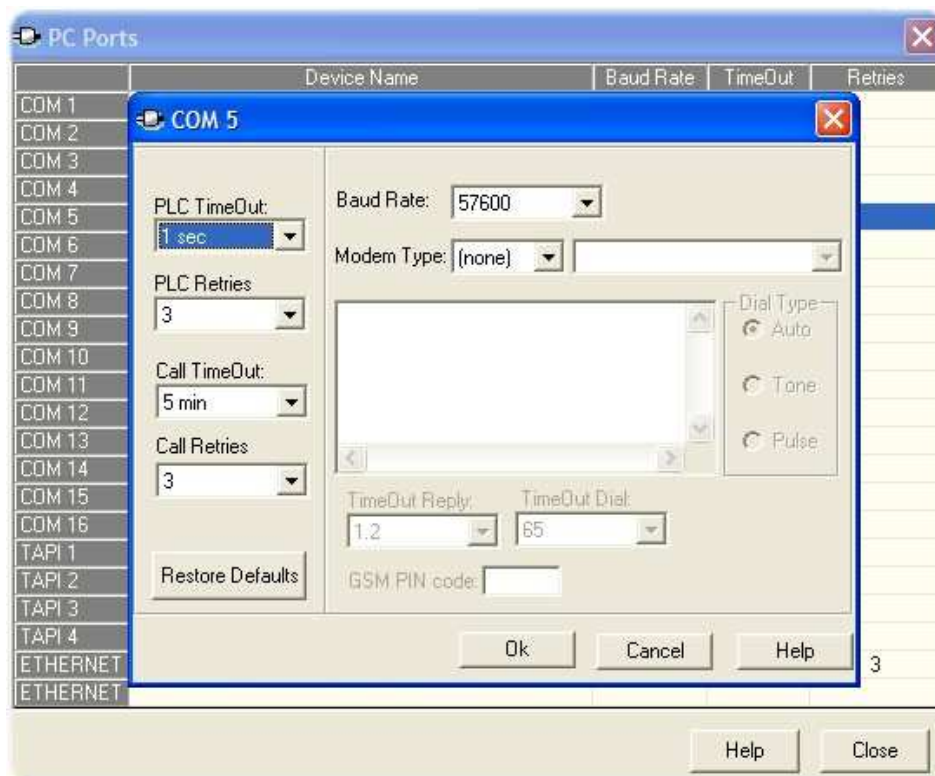 PC Ports
Device Name Baud Rate TimeOut Retries
COM 1
COM 2
COM 3
COM 4
COM 5
COM 6
COM 7
COM 8
COM 9
COM 10
COM 11
COM 12
COM 13
COM 14
COM 15
COM 16
TAPI 1
TAPI 2
TAPI 3
TAPI 4
ETHERNET 3
ETHERNET
COM 5
PLC TimeOut:
1 sec
PLC Retries
3
Call TimeOut:
5 min
Call Retries
3
Restore Defaults
Baud Rate: 57600
Modem Type: (none)
Dial Type
Auto
Tone
Pulse
TimeOut Reply: TimeOut Dial:
1.2 65
GSM PIN code:
Ok Cancel Help
Help Close